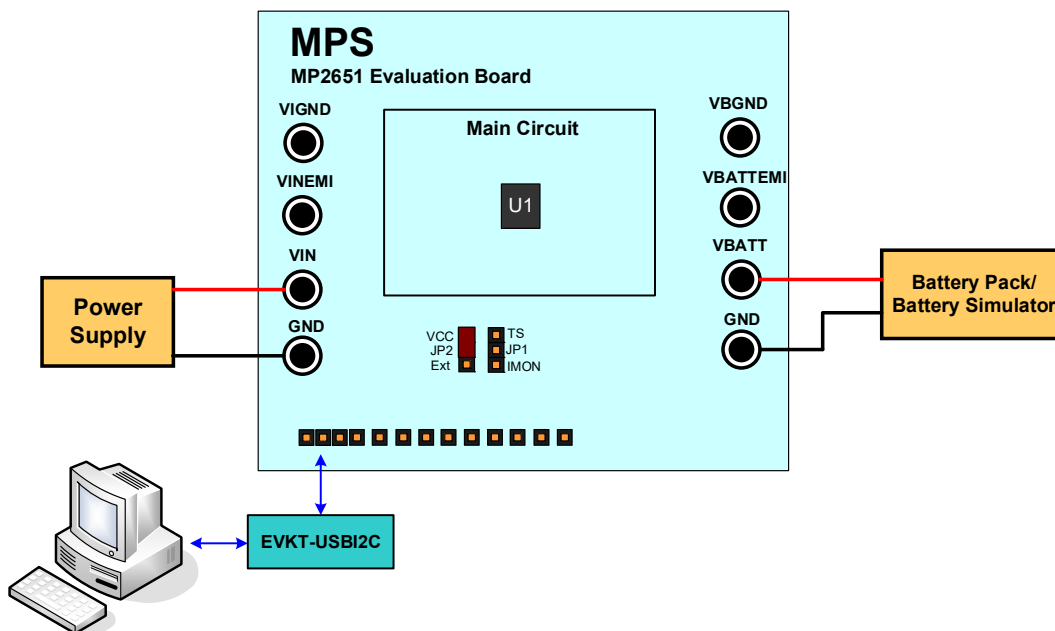 MPS
MP2651 Evaluation Board
VIGND
VBGND
Main Circuit
VINEMI
VBATTEMI
U1
VIN
VBATT
Power
Supply
Battery Pack/
Battery Simulator
GND
GND
VCC
TS
JP2
JP1
Ext
IMON
EVKT-USBI2C